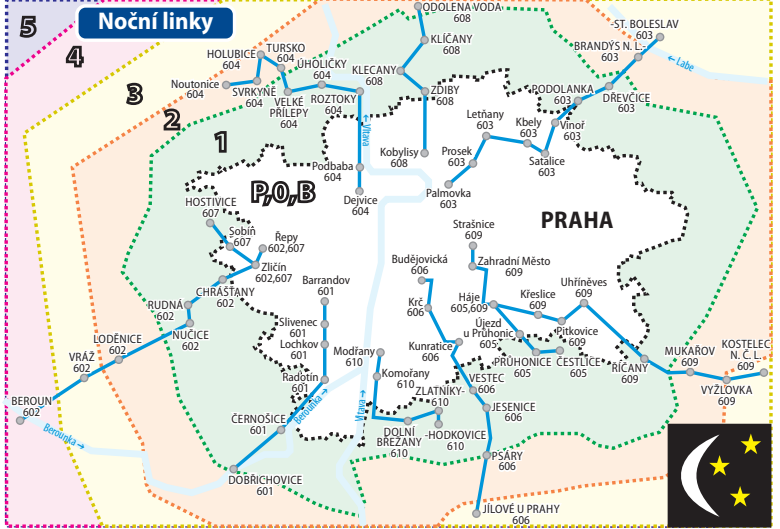 Noční linky
5
4
3
2
1
P,0,B
PRAHA
ODOLENA VODA
608
KLÍČANY
608
KLECANY
608
ZDIBY
608
Kobylisy
608
-ST. BOLESLAV
603
BRANDÝS N. L.-
603
← Labe
DŘEVČICE
603
PODOLANKA
603
Vinoř
603
Satalice
603
Kbely
603
Letňany
603
Prosek
603
Palmovka
603
HOLUBICE
604
TURSKO
604
ÚHOLIČKY
604
Noutonice
604
SVRKYNĚ
604
VELKÉ
PŘÍLEPY
604
ROZTOKY
604
← Vltava
Podbaba
604
Dejvice
604
HOSTIVICE
607
Sobín
607
Řepy
602,607
Zličín
602,607
CHRÁŠŤANY
602
RUDNÁ
602
NUČICE
602
LODĚNICE
602
VRÁŽ
602
BEROUN
602
Berounka →
Barrandov
601
Slivenec
601
Lochkov
601
Radotín
601
Berounka →
ČERNOŠICE
601
DOBŘICHOVICE
601
Modřany
610
Komořany
610
Vltava →
ZLATNÍKY-
610
-HODKOVICE
610
DOLNÍ
BŘEŽANY
610
Budějovická
606
Krč
606
Kunratice
606
VESTEC
606
JESENICE
606
PSÁRY
606
JÍLOVÉ U PRAHY
606
Strašnice
609
Zahradní Město
609
Háje
605,609
Křeslice
609
Uhříněves
609
Pitkovice
609
Újezd
u Průhonic
605
PRŮHONICE
605
ČESTLICE
605
ŘÍČANY
609
MUKAŘOV
609
VYŽLOVKA
609
KOSTELEC
N. Č. L.
609